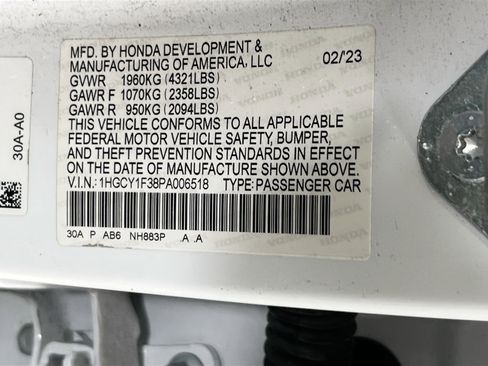 MFD. BY HONDA DEVELOPMENT &
MANUFACTURING OF AMERICA, LLC 02/'23
GVWR 1960KG (4321LBS)
GAWR F 1070KG (2358LBS)
GAWR R 950KG (2094LBS)
THIS VEHICLE CONFORMS TO ALL APPLICABLE
FEDERAL MOTOR VEHICLE SAFETY, BUMPER,
AND THEFT PREVENTION STANDARDS IN EFFECT
ON THE DATE OF MANUFACTURE SHOWN ABOVE.
V.I.N.: 1HGCY1F38PA006518 TYPE: PASSENGER CAR
30A P AB6 NH883P A A
30A-A0
HONDA